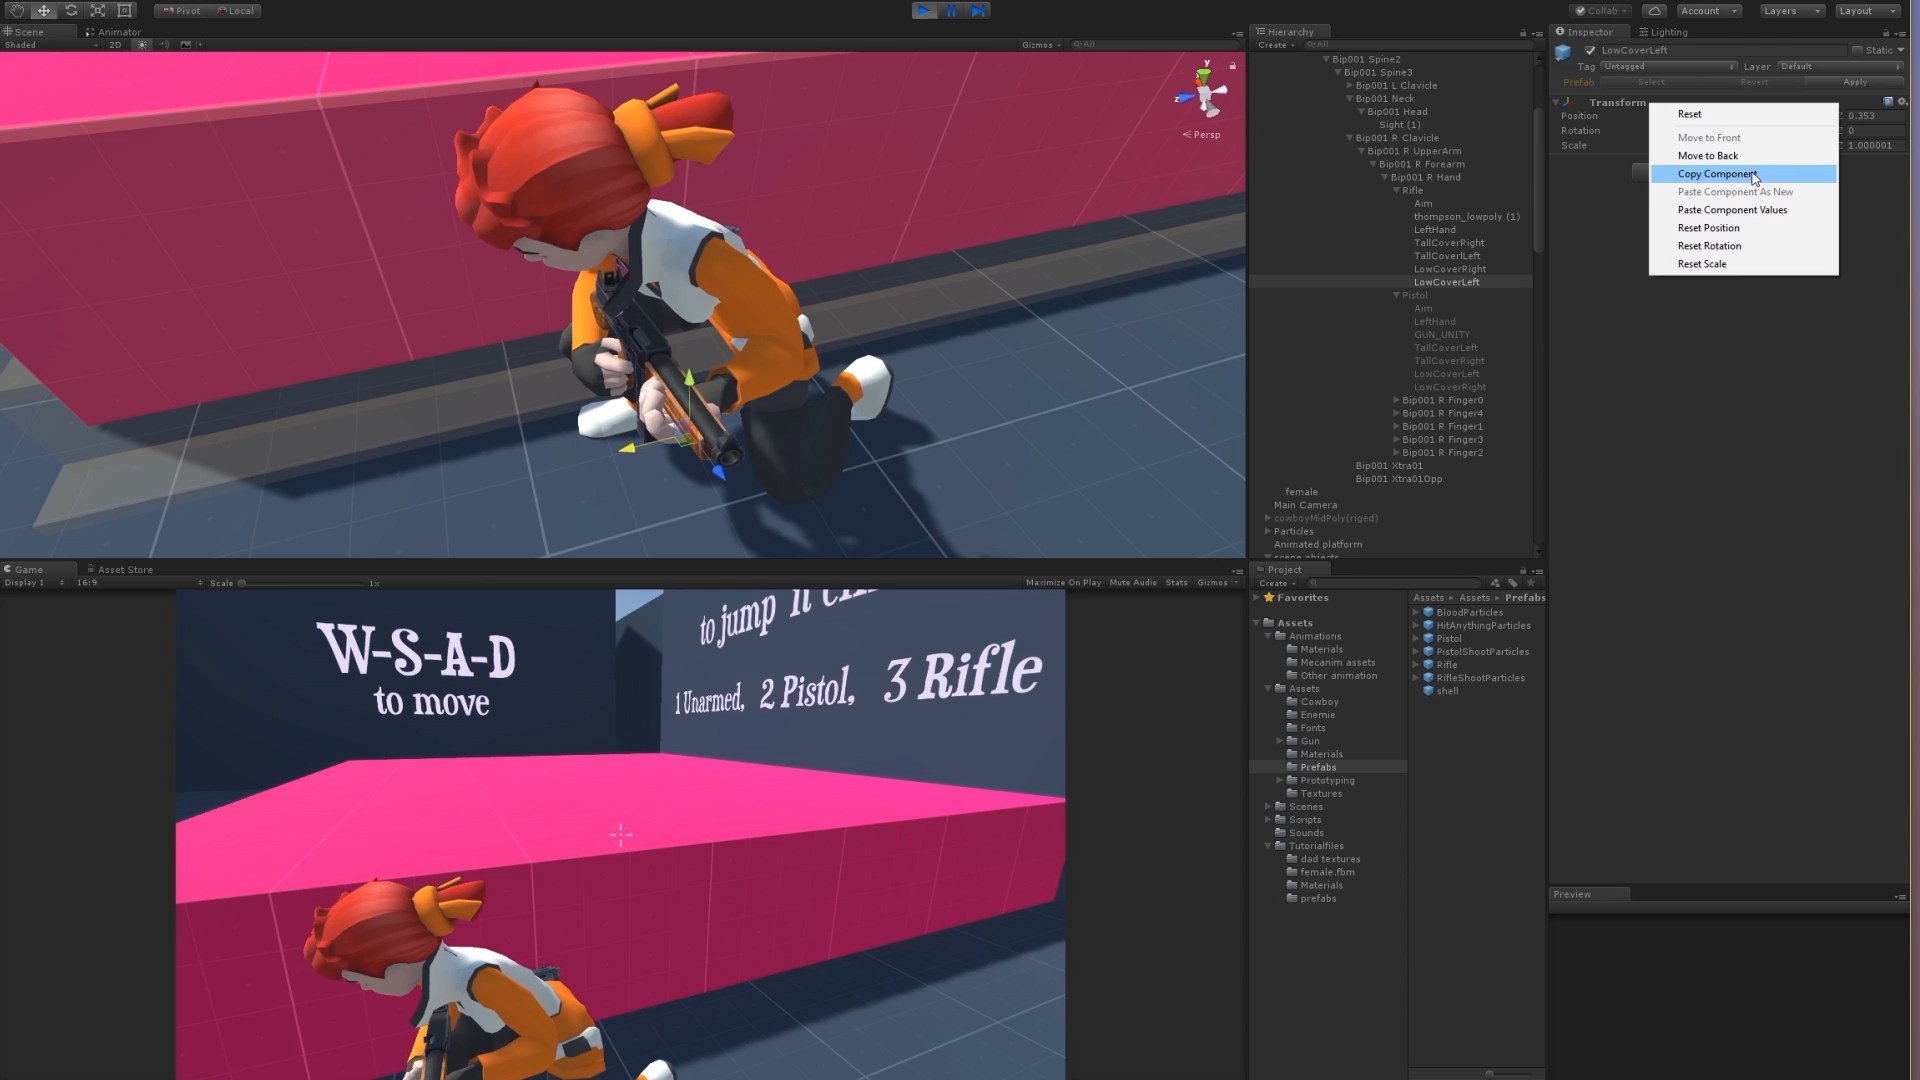 Pivot Local
Collab Account Layers Layout
Scene Animator
Shaded 2D Gizmos All
y
z
Persp
Game Asset Store
Display 1 16:9 Scale 1x Maximize On Play Mute Audio Stats Gizmos
W-S-A-D
to move
to jump
1 Unarmed, 2 Pistol, 3 Rifle
Hierarchy
Create All
Bip001 Spine2
Bip001 Spine3
Bip001 L Clavicle
Bip001 Neck
Bip001 Head
Sight (1)
Bip001 R Clavicle
Bip001 R UpperArm
Bip001 R Forearm
Bip001 R Hand
Rifle
Aim
thompson_lowpoly (1)
LeftHand
TallCoverRight
TallCoverlLeft
LowCoverRight
LowCoverLeft
Pistol
Aim
LeftHand
GUN_UNITY
TallCoverLeft
TallCoverRight
LowCoverLeft
LowCoverRight
Bip001 R Finger0
Bip001 R Finger4
Bip001 R Finger1
Bip001 R Finger3
Bip001 R Finger2
Bip001 Xtra01
Bip001 Xtra01Opp
female
Main Camera
cowboyMidPoly(riged)
Particles
Animated platform
scene objects
Project
Create
Favorites
Assets
Animations
Materials
Mecanim assets
Other animation
Assets
Cowboy
Enemie
Fonts
Gun
Materials
Prefabs
Prototyping
Textures
Scenes
Scripts
Sounds
Tutorialfiles
dad textures
female.fbm
Materials
prefabs
Assets Assets Prefabs
BloodParticles
HitAnythingParticles
Pistol
PistolShootParticles
Rifle
RifleShootParticles
shell
Inspector Lighting
LowCoverLeft Static
Tag Untagged Layer Default
Prefab Select Revert Apply
Transform
Position 0.353
Rotation 0
Scale 1.000001
Reset
Move to Front
Move to Back
Copy Component
Paste Component As New
Paste Component Values
Reset Position
Reset Rotation
Reset Scale
Preview